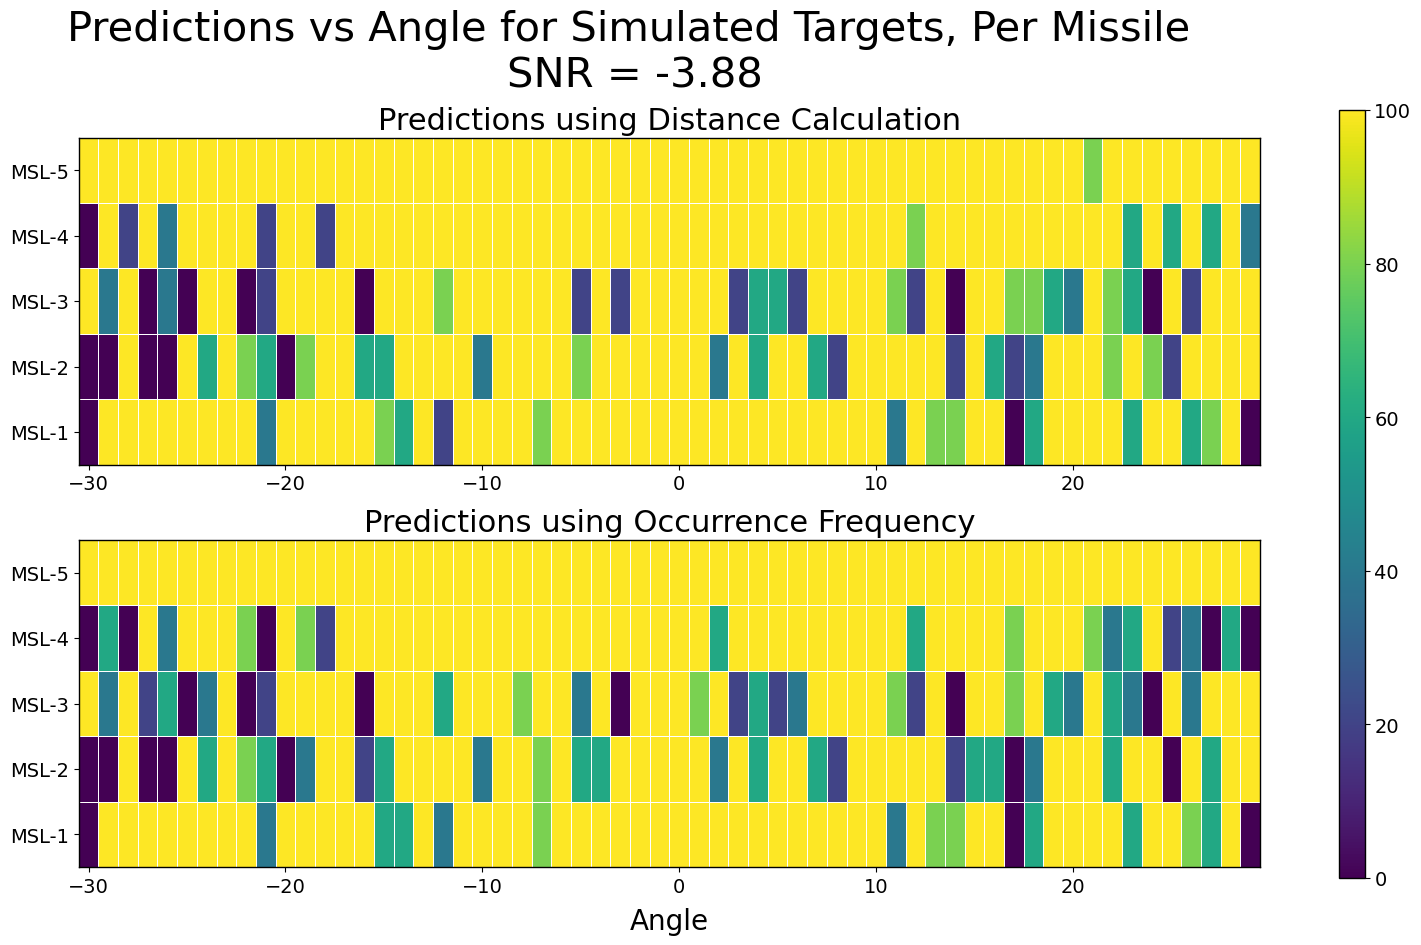 Predictions vs Angle for Simulated Targets, Per Missile
SNR = -3.88
Predictions using Distance Calculation
MSL-5
MSL-4
MSL-3
MSL-2
MSL-1
−30 −20 −10 0 10 20
Predictions using Occurrence Frequency
MSL-5
MSL-4
MSL-3
MSL-2
MSL-1
−30 −20 −10 0 10 20
Angle
100
80
60
40
20
0